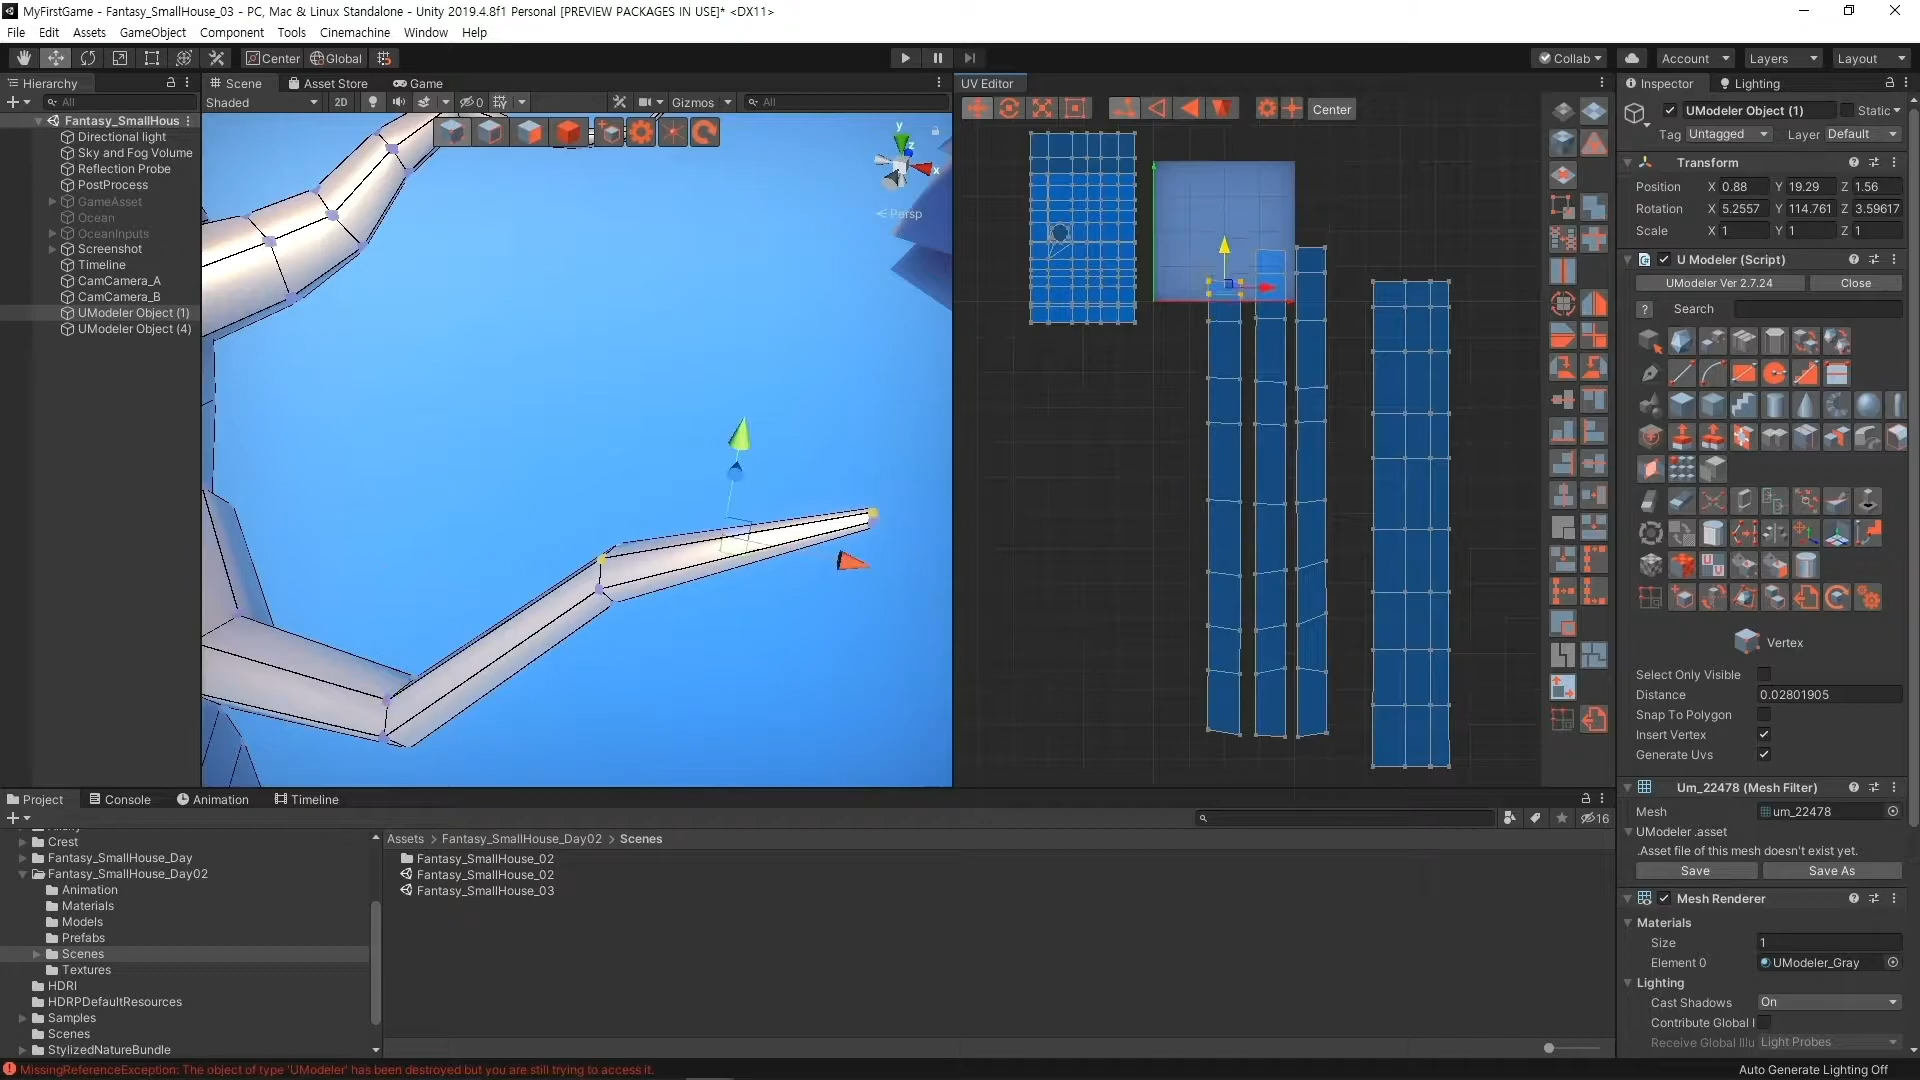 MyFirstGame - Fantasy_SmallHouse_03 - PC, Mac & Linux Standalone - Unity 2019.4.8f1 Personal [PREVIEW PACKAGES IN USE]* <DX11>
File Edit Assets GameObject Component Tools Cinemachine Window Help
Center Global Collab Account Layers Layout
Hierarchy
All
Fantasy_SmallHous
Directional light
Sky and Fog Volume
Reflection Probe
PostProcess
GameAsset
Ocean
OceanInputs
Screenshot
Timeline
CamCamera_A
CamCamera_B
UModeler Object (1)
UModeler Object (4)
Scene Asset Store Game
Shaded 2D 0 Gizmos All
y
z
x
Persp
UV Editor
Center
Inspector Lighting
UModeler Object (1) Static
Tag Untagged Layer Default
Transform
Position X 0.88 Y 19.29 Z 1.56
Rotation X 5.2557 Y 114.761 Z 3.59617
Scale X 1 Y 1 Z 1
U Modeler (Script)
UModeler Ver 2.7.24 Close
? Search
Vertex
Select Only Visible
Distance 0.02801905
Snap To Polygon
Insert Vertex
Generate Uvs
Um_22478 (Mesh Filter)
Mesh um_22478
UModeler .asset
.Asset file of this mesh doesn't exist yet.
Save Save As
Mesh Renderer
Materials
Size 1
Element 0 UModeler_Gray
Lighting
Cast Shadows On
Contribute Global I
Receive Global Illu Light Probes
Project Console Animation Timeline
16
Crest
Fantasy_SmallHouse_Day
Fantasy_SmallHouse_Day02
Animation
Materials
Models
Prefabs
Scenes
Textures
HDRI
HDRPDefaultResources
Samples
Scenes
StylizedNatureBundle
Assets > Fantasy_SmallHouse_Day02 > Scenes
Fantasy_SmallHouse_02
Fantasy_SmallHouse_02
Fantasy_SmallHouse_03
MissingReferenceException: The object of type 'UModeler' has been destroyed but you are still trying to access it.
Auto Generate Lighting Off